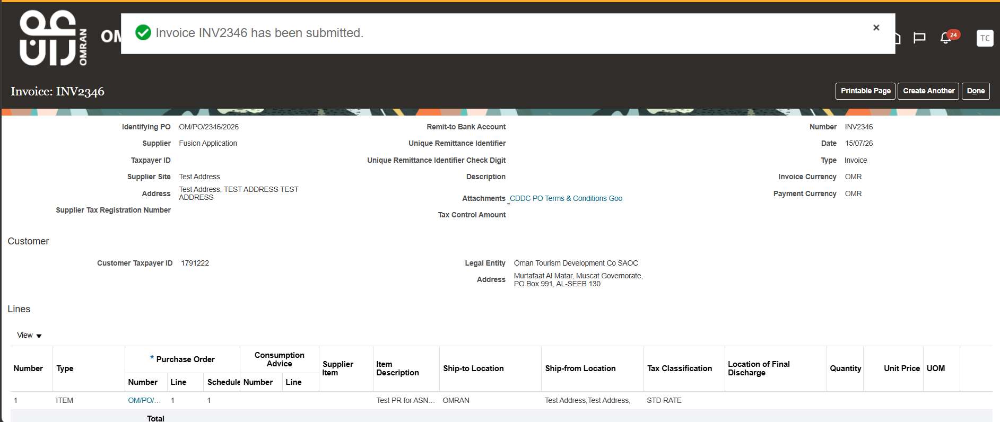 عمران
OMRAN
Invoice INV2346 has been submitted.
24
TC
Invoice: INV2346
Printable Page
Create Another
Done
Identifying PO OM/PO/2346/2026
Supplier Fusion Application
Taxpayer ID
Supplier Site Test Address
Address Test Address, TEST ADDRESS TEST
ADDRESS
Supplier Tax Registration Number
Remit-to Bank Account
Unique Remittance Identifier
Unique Remittance Identifier Check Digit
Description
Attachments CDDC PO Terms & Conditions Goo
Tax Control Amount
Number INV2346
Date 15/07/26
Type Invoice
Invoice Currency OMR
Payment Currency OMR
Customer
Customer Taxpayer ID 1791222
Legal Entity Oman Tourism Development Co SAOC
Address Murtafaat Al Matar, Muscat Governorate,
PO Box 991, AL-SEEB 130
Lines
View
Number Type * Purchase Order Consumption Advice Supplier Item Item Description Ship-to Location Ship-from Location Tax Classification Location of Final Discharge Quantity Unit Price UOM
Number Line Schedule Number Line
1 ITEM OM/PO/... 1 1 Test PR for ASN... OMRAN Test Address,Test Address, STD RATE
Total